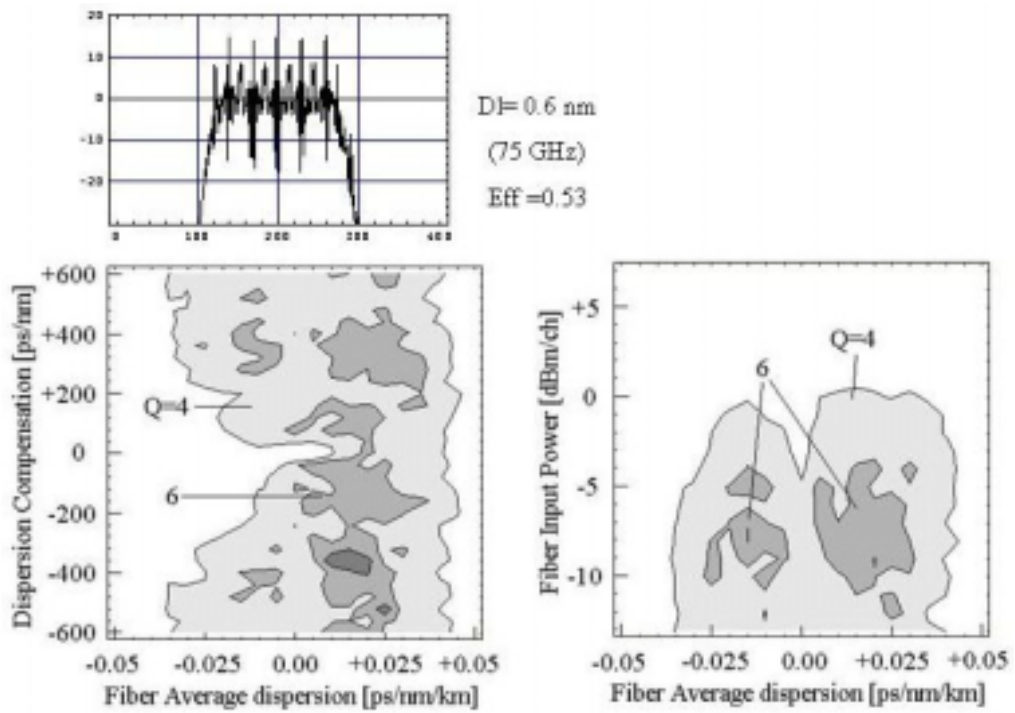 20
10
0
-10
-20
0 100 200 300 400
Dl= 0.6 nm
(75 GHz)
Eff =0.53
Dispersion Compensation [ps/nm]
+600
+400
+200
0
-200
-400
-600
Q=4
6
-0.05 -0.025 0.00 +0.025 +0.05
Fiber Average dispersion [ps/nm/km]
Fiber Input Power [dBm/ch]
+5
0
-5
-10
Q=4
6
-0.05 -0.025 0.00 +0.025 +0.05
Fiber Average dispersion [ps/nm/km]